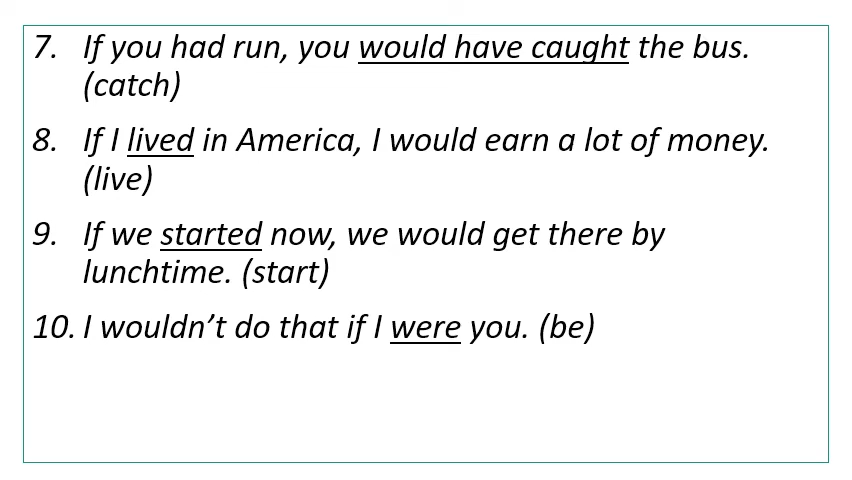 7. If you had run, you would have caught the bus.
(catch)
8. If I lived in America, I would earn a lot of money.
(live)
9. If we started now, we would get there by
lunchtime. (start)
10. I wouldn’t do that if I were you. (be)